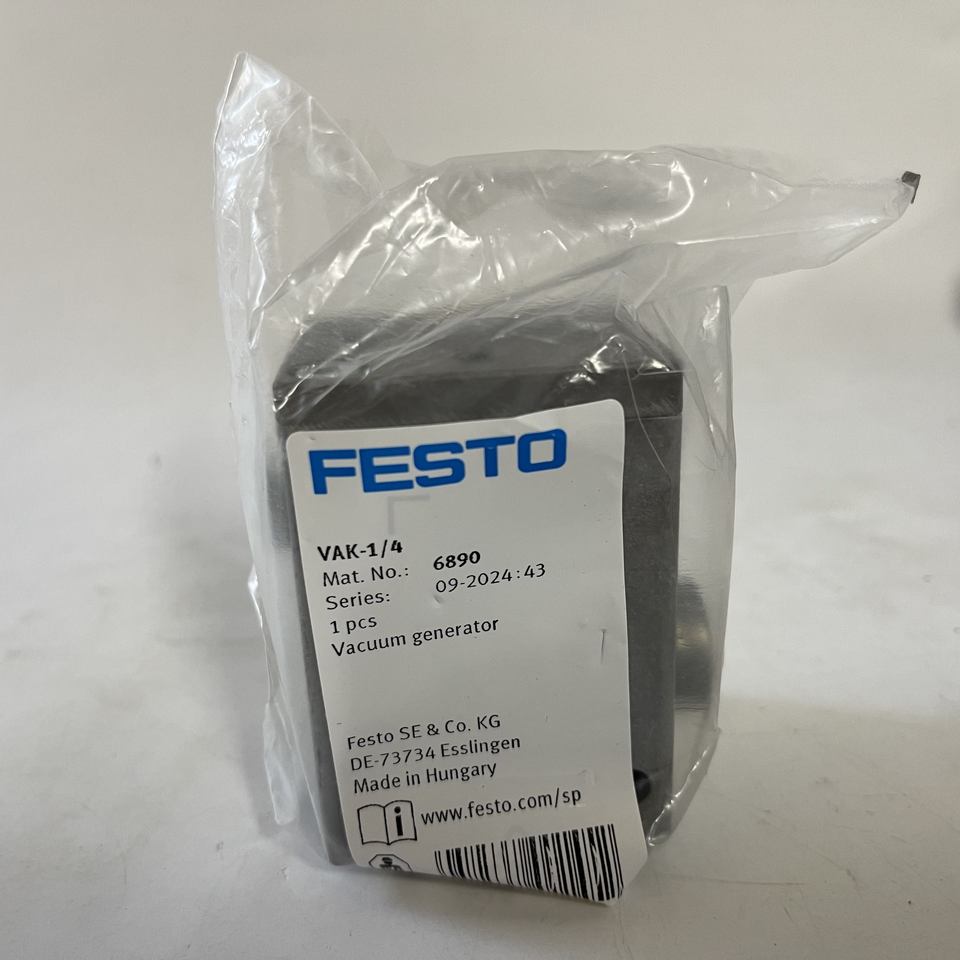 FESTO
VAK-1/4
Mat. No.: 6890
Series: 09-2024:43
1 pcs
Vacuum generator
Festo SE & Co. KG
DE-73734 Esslingen
Made in Hungary
i www.festo.com/sp